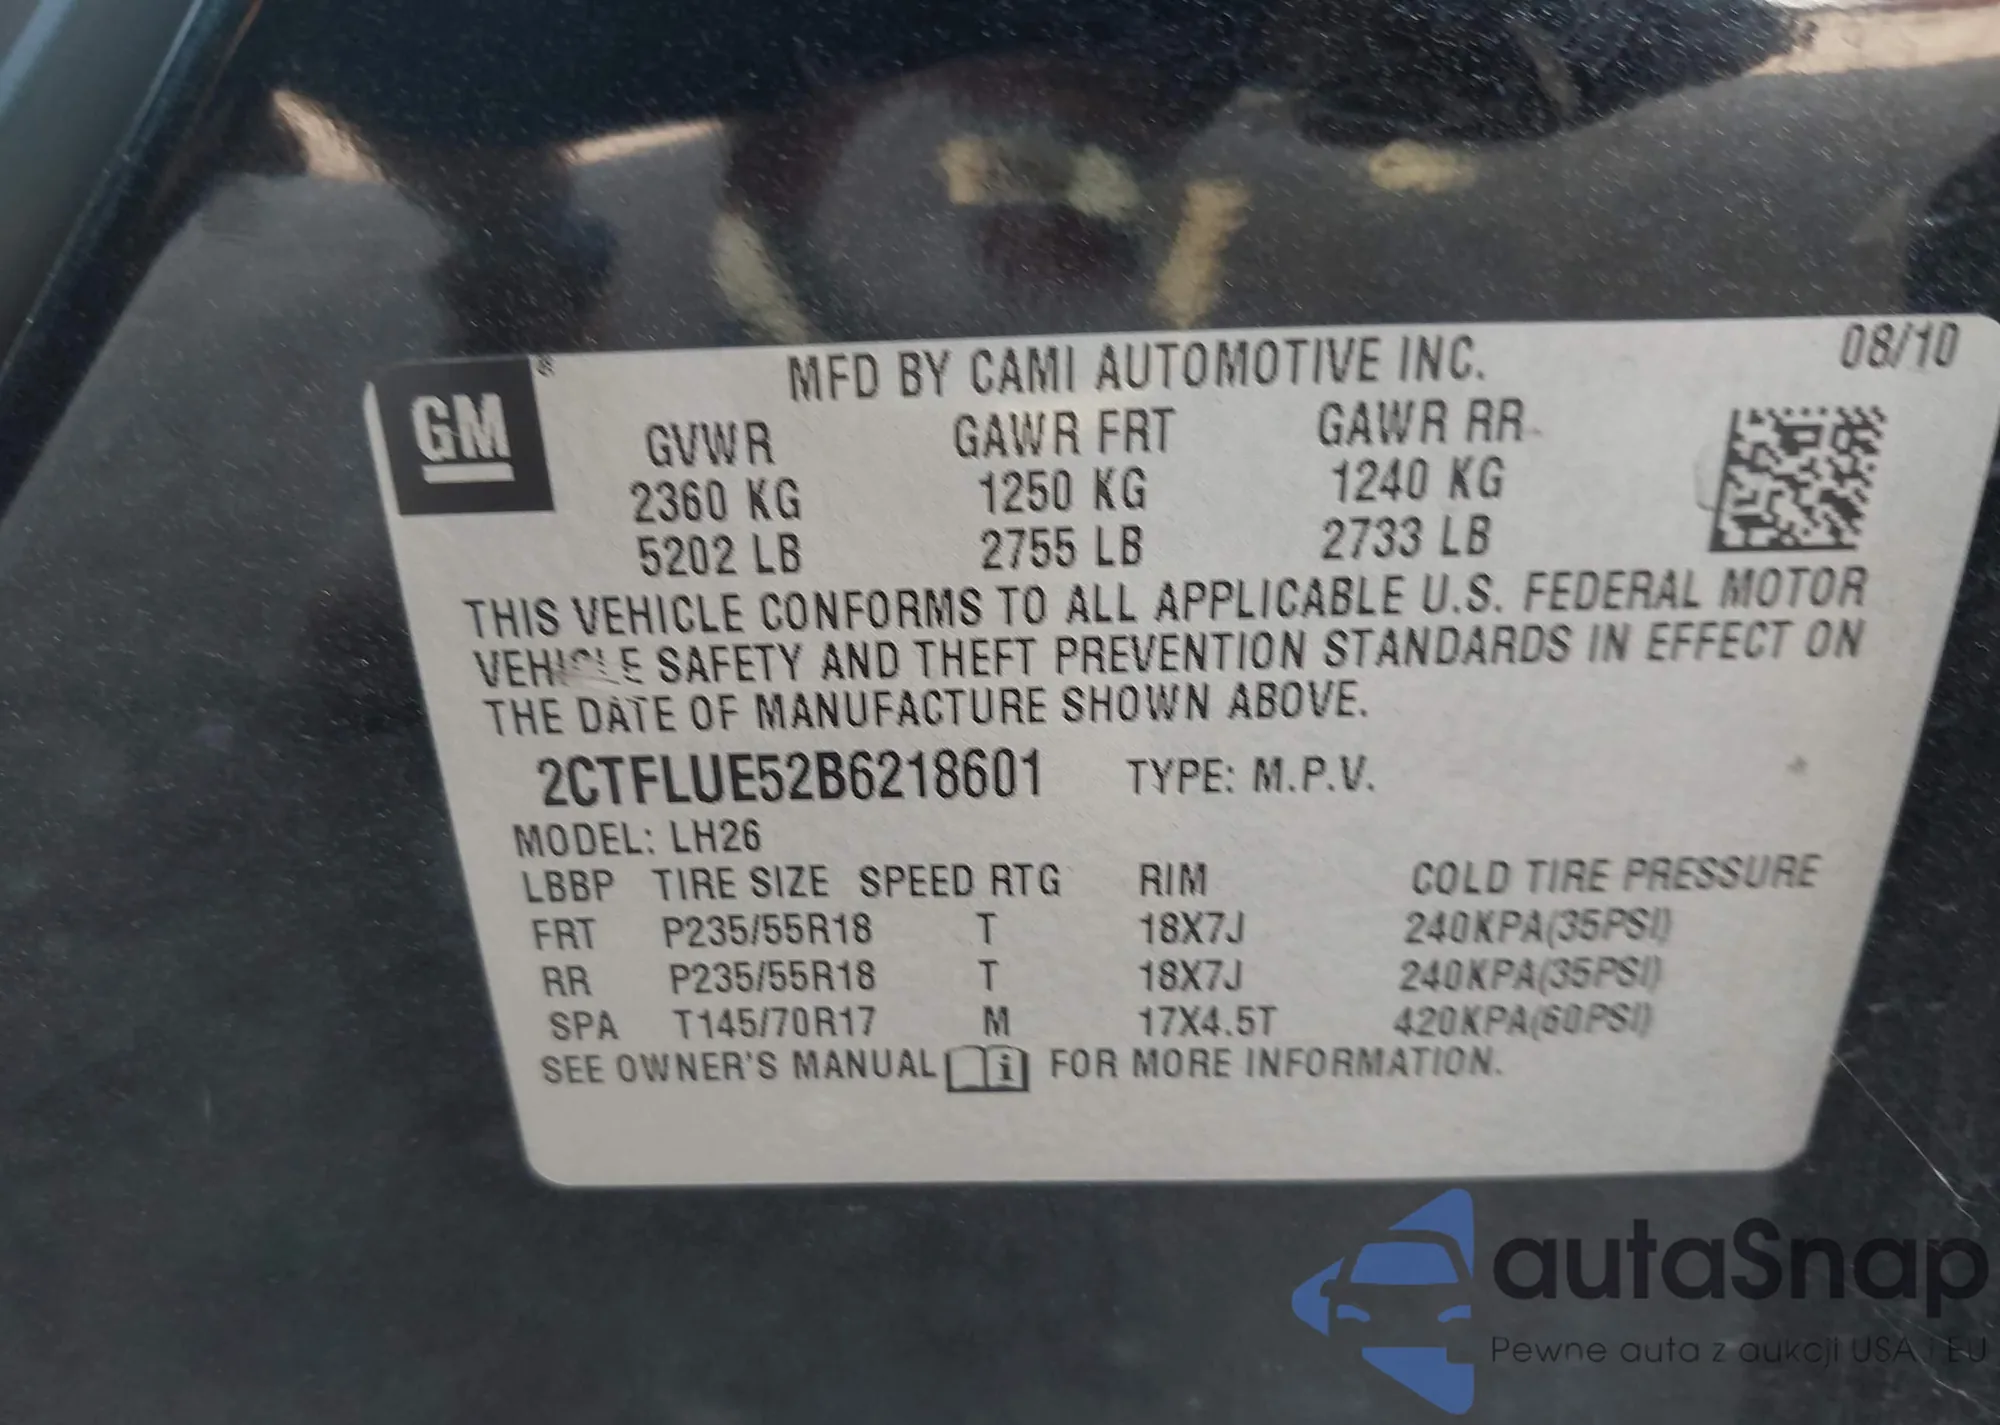 GM ®
MFD BY CAMI AUTOMOTIVE INC. 08/10
GVWR GAWR FRT GAWR RR
2360 KG 1250 KG 1240 KG
5202 LB 2755 LB 2733 LB
THIS VEHICLE CONFORMS TO ALL APPLICABLE U.S. FEDERAL MOTOR
VEHICLE SAFETY AND THEFT PREVENTION STANDARDS IN EFFECT ON
THE DATE OF MANUFACTURE SHOWN ABOVE.
2CTFLUE52B6218601 TYPE: M.P.V.
MODEL: LH26
LBBP TIRE SIZE SPEED RTG RIM COLD TIRE PRESSURE
FRT P235/55R18 T 18X7J 240KPA(35PSI)
RR P235/55R18 T 18X7J 240KPA(35PSI)
SPA T145/70R17 M 17X4.5T 420KPA(60PSI)
SEE OWNER'S MANUAL i FOR MORE INFORMATION.
autaSnap
Pewne auta z aukcji USA i EU